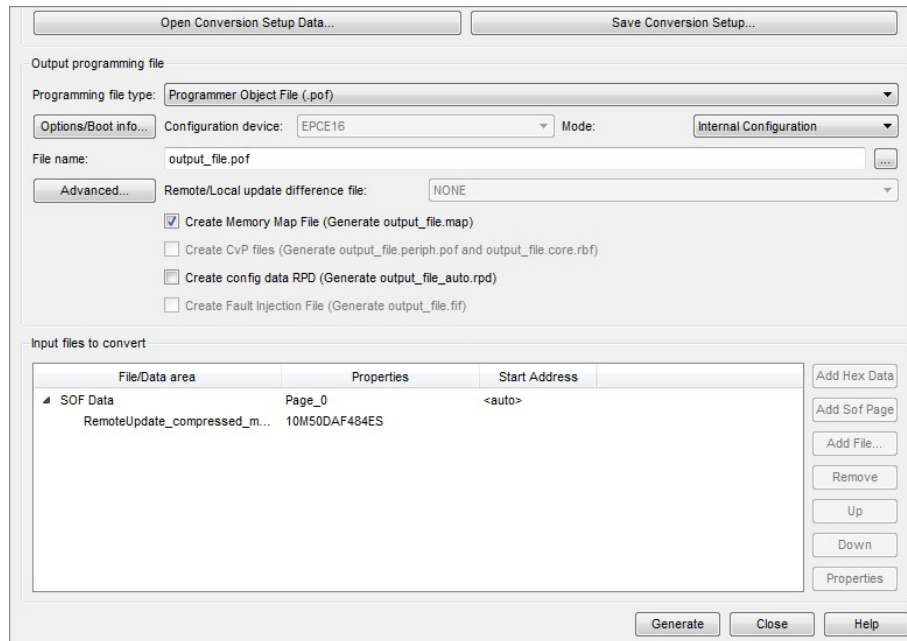 Open Conversion Setup Data... Save Conversion Setup...
Output programming file
Programming file type: Programmer Object File (.pof)
Options/Boot info... Configuration device: EPCE16 Mode: Internal Configuration
File name: output_file.pof ...
Advanced... Remote/Local update difference file: NONE
Create Memory Map File (Generate output_file.map)
Create CvP files (Generate output_file.periph.pof and output_file.core.rbf)
Create config data RPD (Generate output_file_auto.rpd)
Create Fault Injection File (Generate output_file.fif)
Input files to convert
File/Data area Properties Start Address Add Hex Data
SOF Data Page_0 <auto> Add Sof Page
RemoteUpdate_compressed_m... 10M50DAF484ES
Add File...
Remove
Up
Down
Properties
Generate Close Help